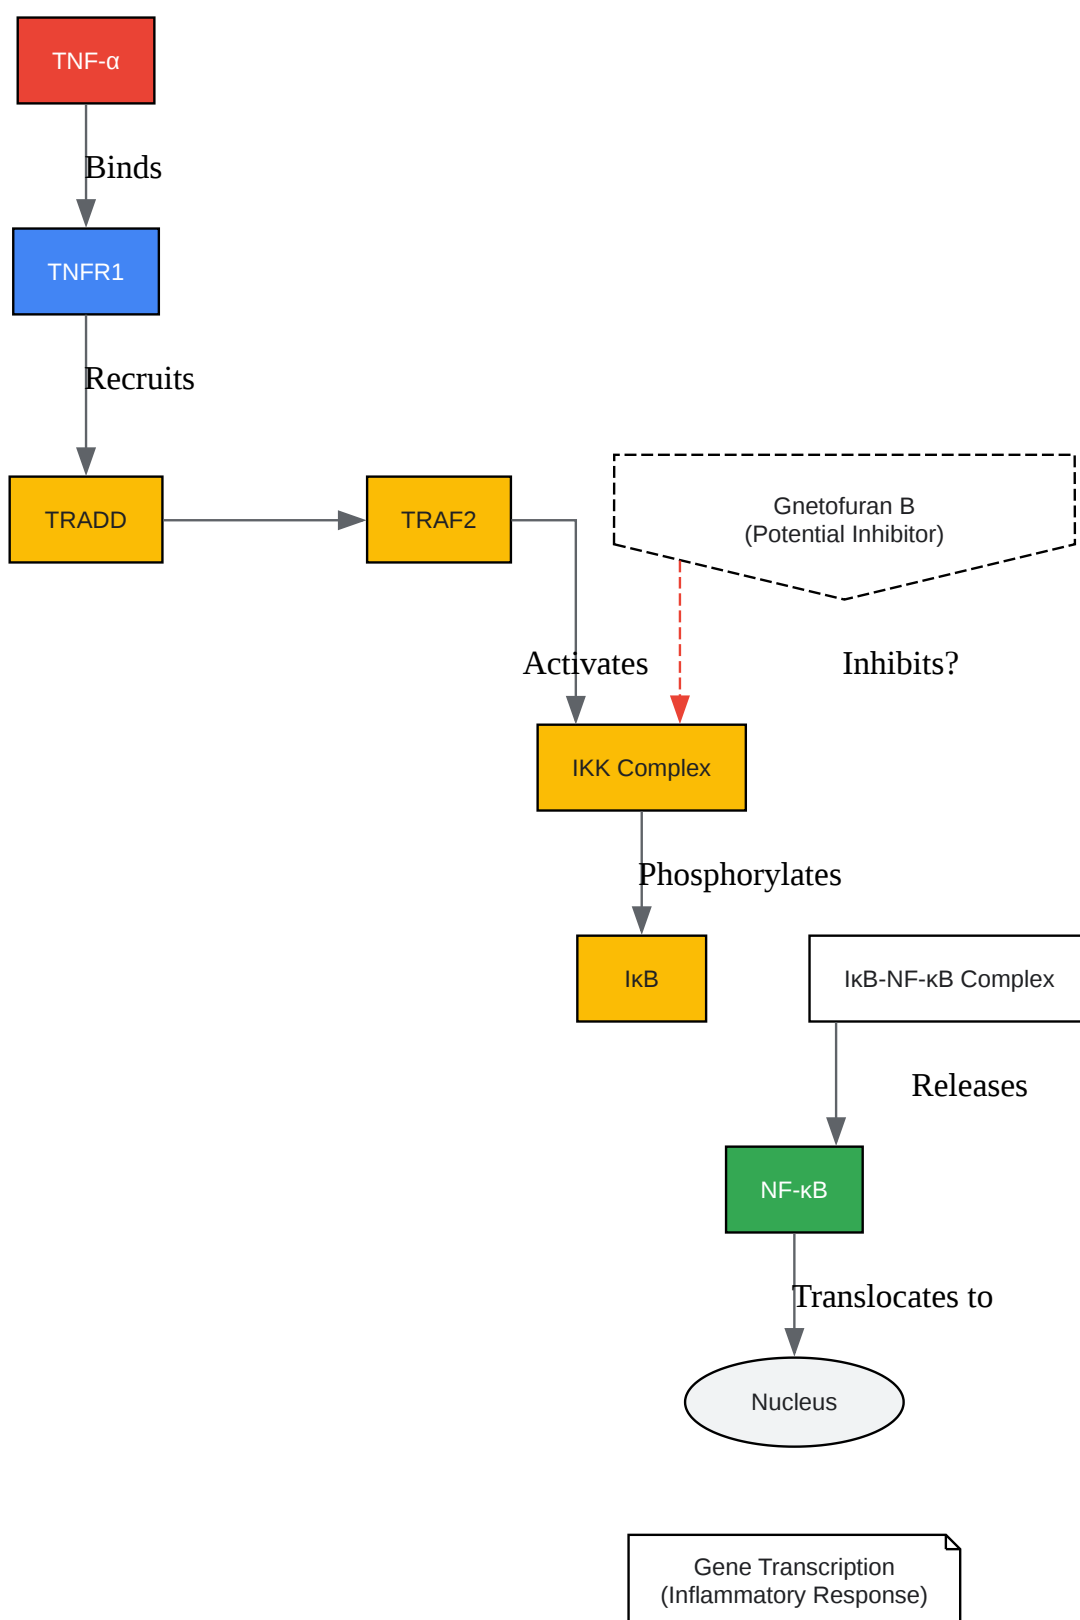 TNF-α
Binds
TNFR1
Recruits
TRADD
TRAF2
Gnetofuran B
(Potential Inhibitor)
Activates
Inhibits?
IKK Complex
Phosphorylates
IκB
IκB-NF-κB Complex
Releases
NF-κB
Translocates to
Nucleus
Gene Transcription
(Inflammatory Response)